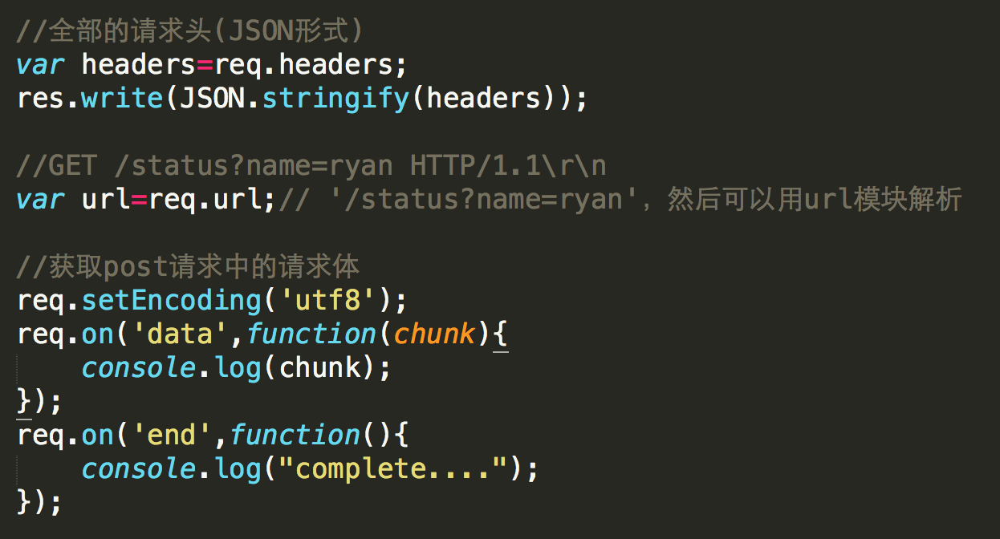 //全部的请求头(JSON形式)
var headers=req.headers;
res.write(JSON.stringify(headers));
//GET /status?name=ryan HTTP/1.1\r\n
var url=req.url;// '/status?name=ryan'，然后可以用url模块解析
//获取post请求中的请求体
req.setEncoding('utf8');
req.on('data',function(chunk){
    console.log(chunk);
});
req.on('end',function(){
    console.log("complete....");
});